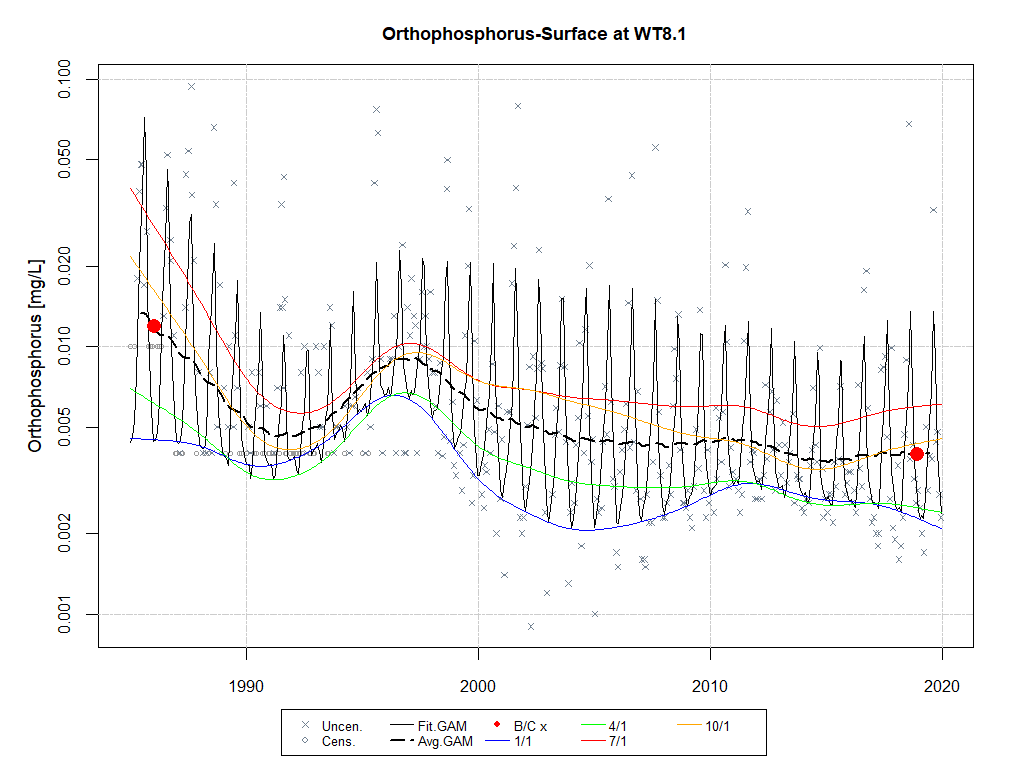 Orthophosphorus-Surface at WT8.1
Orthophosphorus [mg/L]
0.100
0.050
0.020
0.010
0.005
0.002
0.001
1990 2000 2010 2020
Uncen. Fit.GAM B/C x 4/1 10/1
Cens. Avg.GAM 1/1 7/1